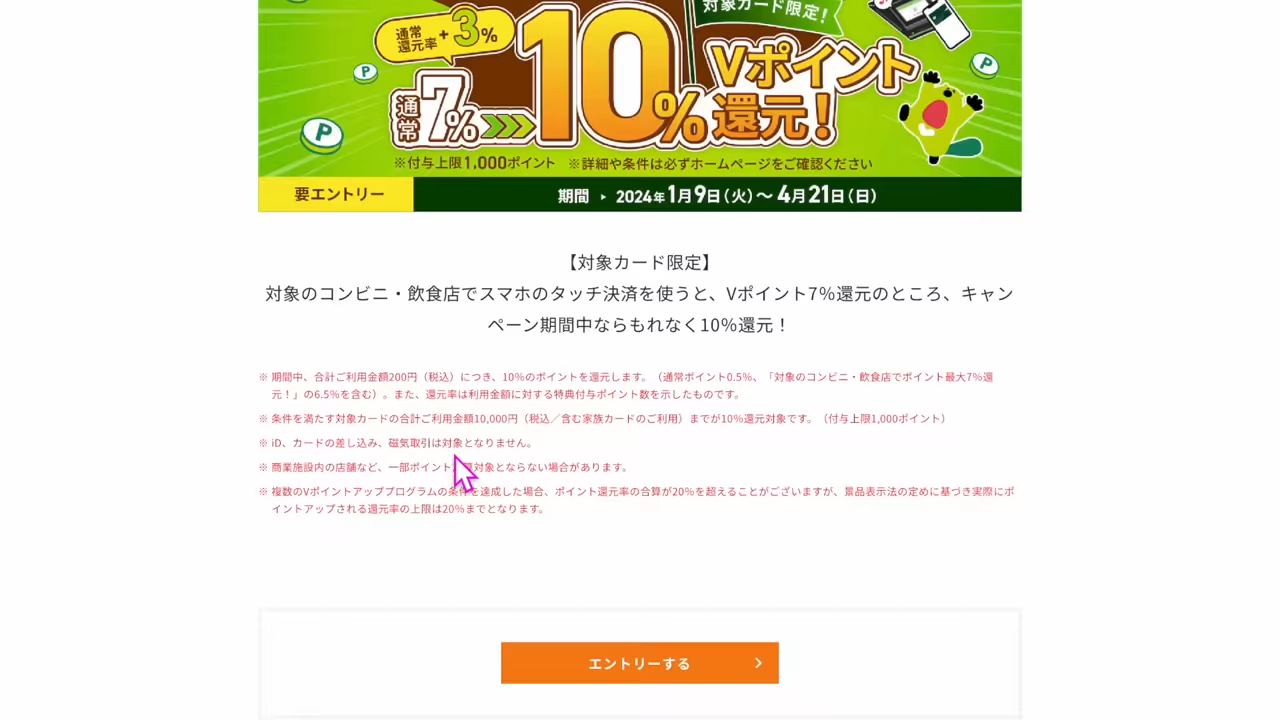 対象カード限定!
通常還元率+3%
通常7% 10% Vポイント還元!
※付与上限1,000ポイント ※詳細や条件は必ずホームページをご確認ください
要エントリー 期間 ▸ 2024年1月9日(火)〜4月21日(日)
【対象カード限定】
対象のコンビニ・飲食店でスマホのタッチ決済を使うと、Vポイント7%還元のところ、キャン
ペーン期間中ならもれなく10%還元!
※ 期間中、合計ご利用金額200円(税込)につき、10%のポイントを還元します。(通常ポイント0.5%、「対象のコンビニ・飲食店でポイント最大7%還
元!」の6.5%を含む)。また、還元率は利用金額に対する特典付与ポイント数を示したものです。
※ 条件を満たす対象カードの合計ご利用金額10,000円(税込/含む家族カードのご利用)までが10%還元対象です。(付与上限1,000ポイント)
※ iD、カードの差し込み、磁気取引は対象となりません。
※ 商業施設内の店舗など、一部ポイント 対象とならない場合があります。
※ 複数のVポイントアッププログラムの条件を達成した場合、ポイント還元率の合算が20%を超えることがございますが、景品表示法の定めに基づき実際にポ
イントアップされる還元率の上限は20%までとなります。
エントリーする